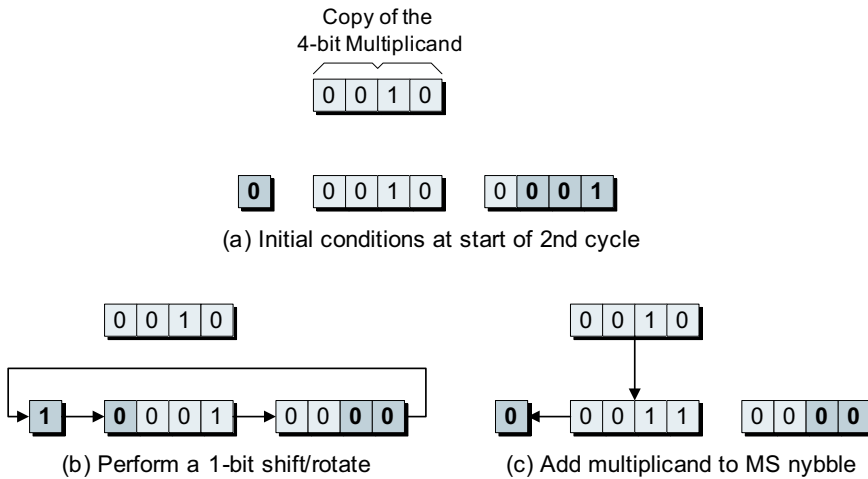 Copy of the
4-bit Multiplicand
0 0 1 0
0 0 0 1 0 0 0 0 1
(a) Initial conditions at start of 2nd cycle
0 0 1 0
1 0 0 0 1 0 0 0 0
(b) Perform a 1-bit shift/rotate
0 0 1 0
0 0 0 1 1 0 0 0 0
(c) Add multiplicand to MS nybble